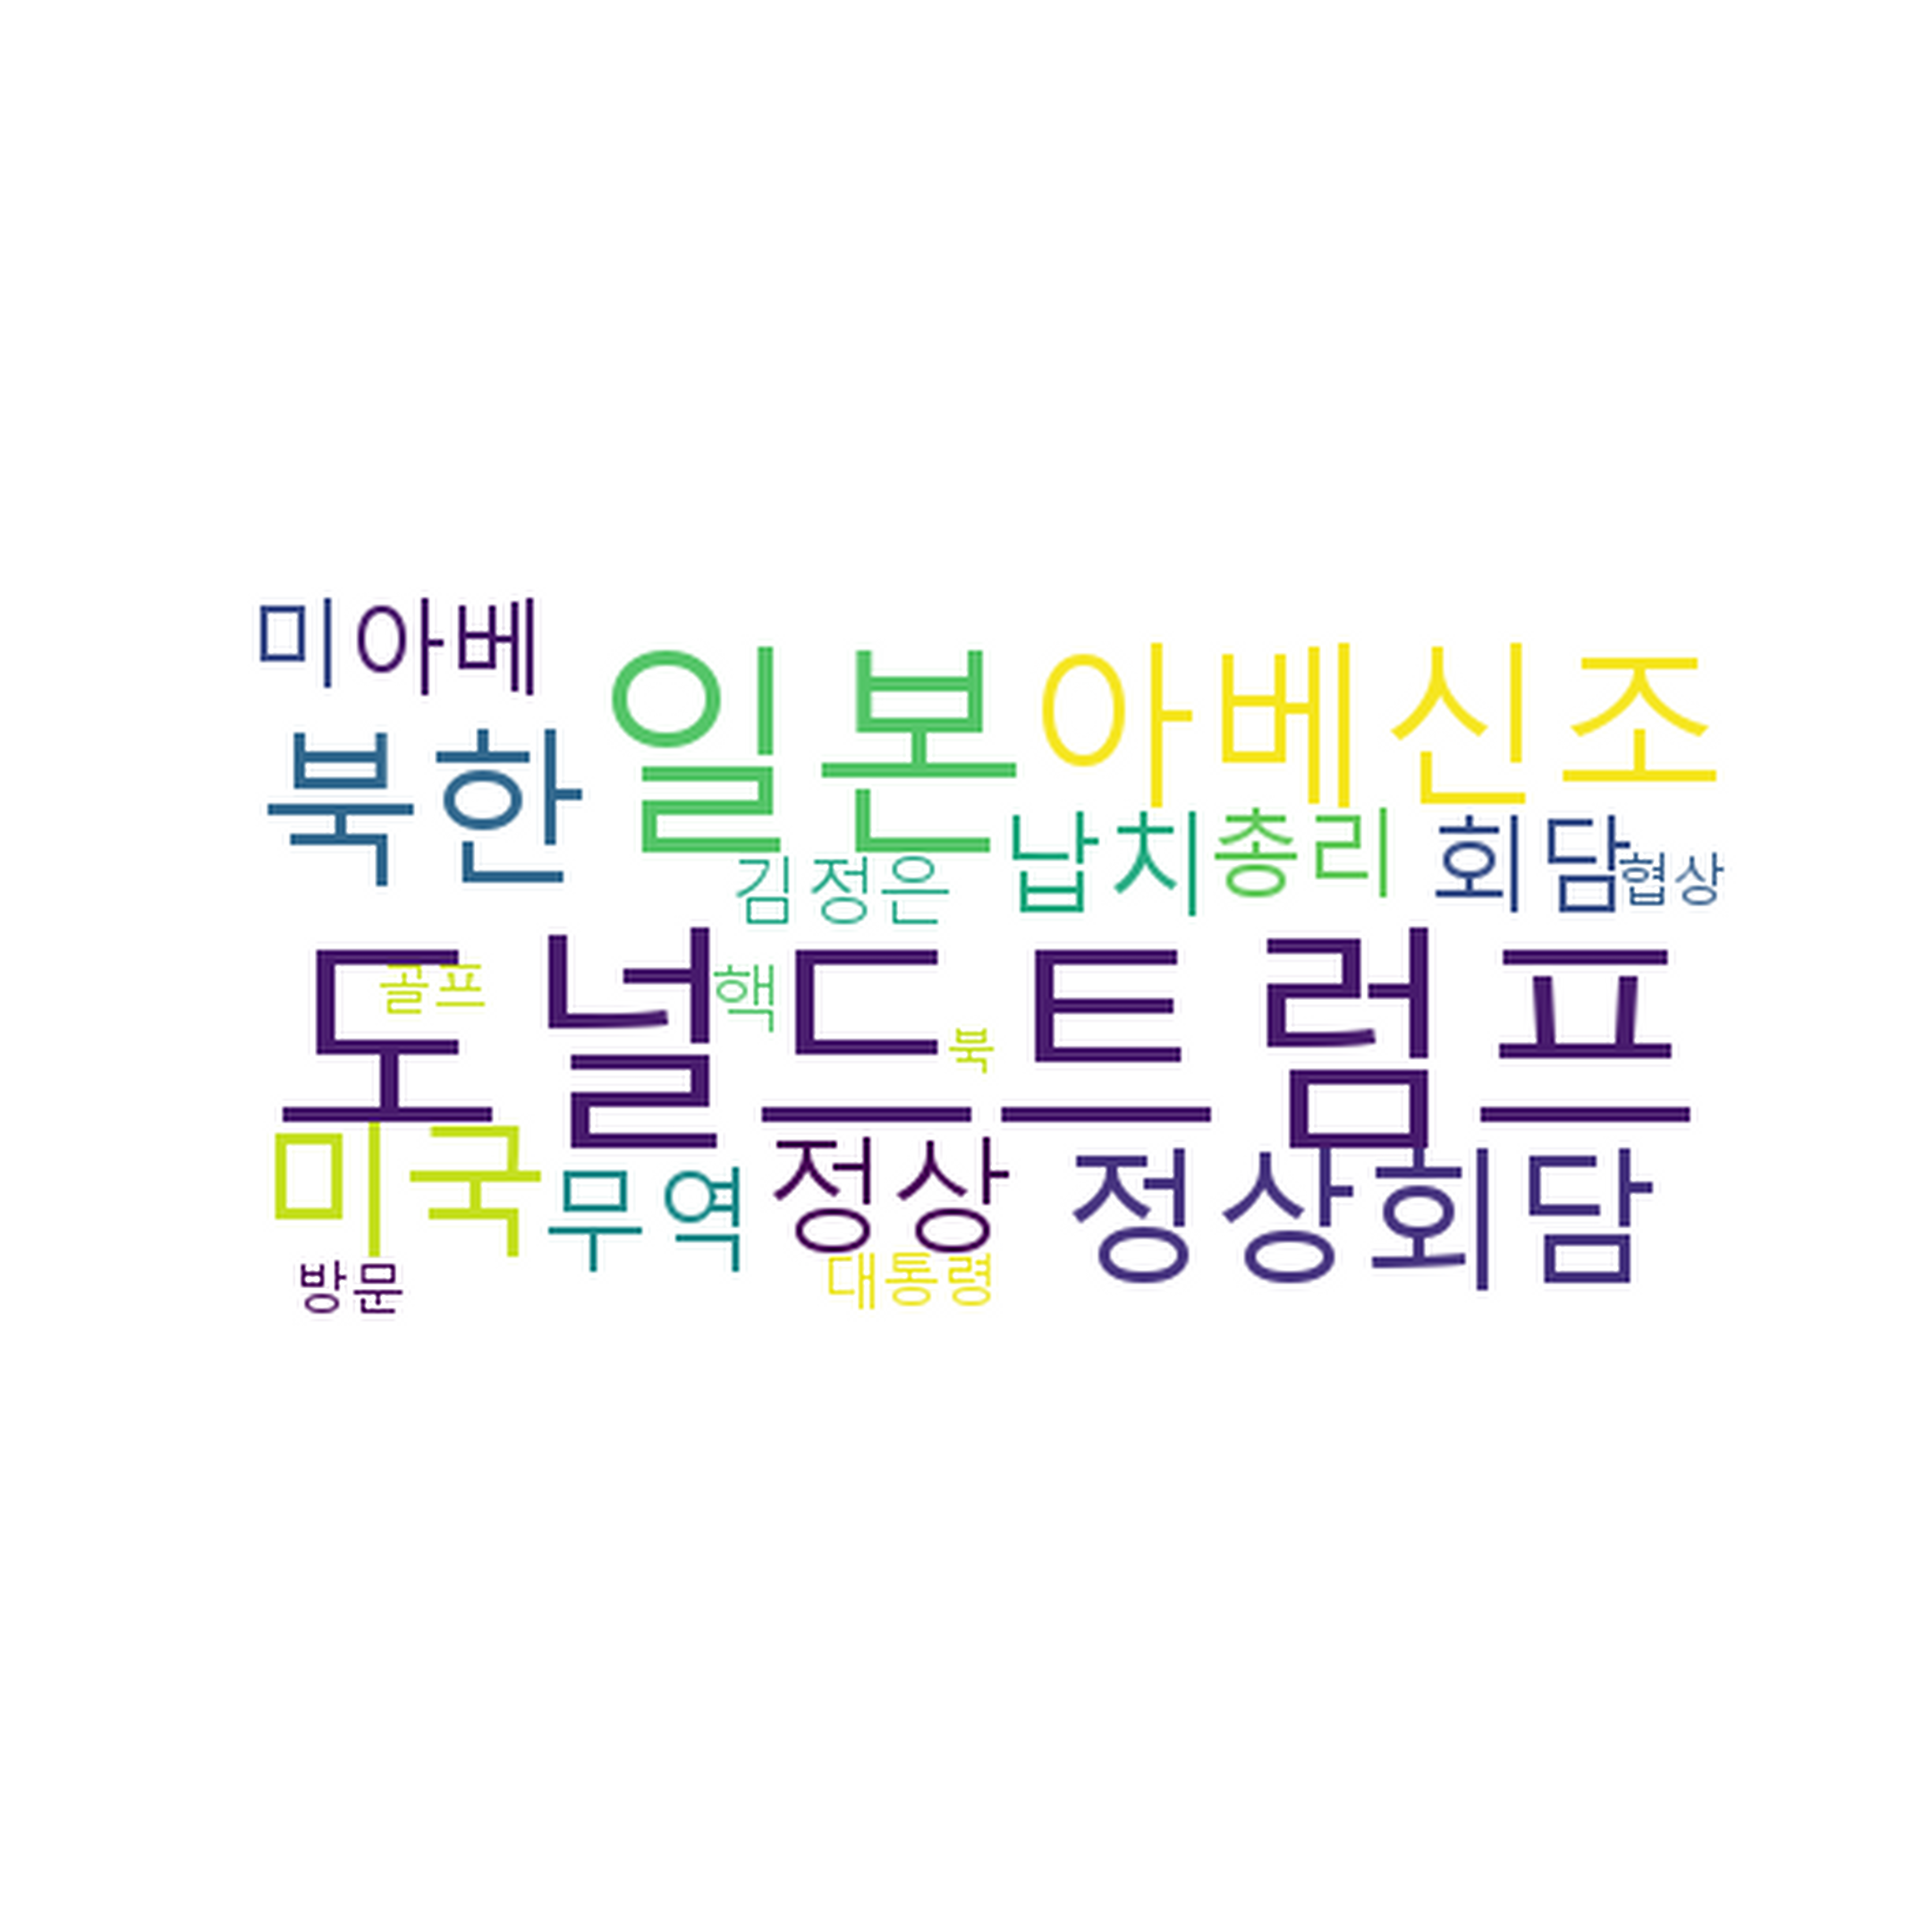 미 아베
일본 아베신조
북한
납치 총리 회담 협상
김정은
도널드트럼프
골프 핵
북
미국 무역 정상 정상회담
방문 대통령